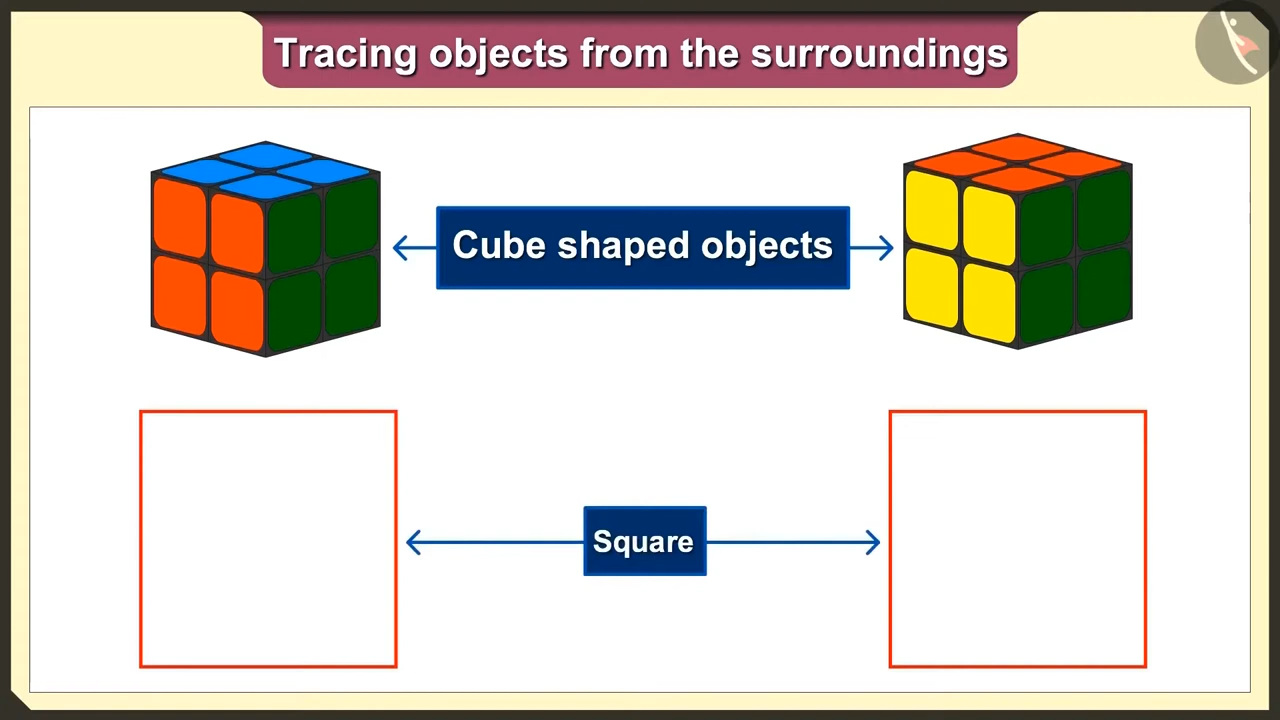 Tracing objects from the surroundings
Cube shaped objects
Square